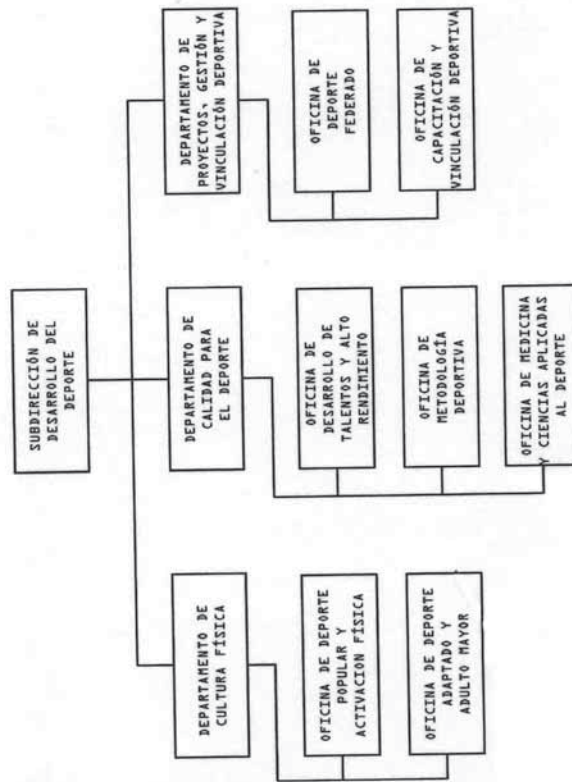 SUBDIRECCIÓN DE
DESARROLLO DEL
DEPORTE
DEPARTAMENTO DE
CULTURA FÍSICA
OFICINA DE DEPORTE
POPULAR Y
ACTIVACION FÍSICA
OFICINA DE DEPORTE
ADAPTADO Y
ADULTO MAYOR
DEPARTAMENTO DE
CALIDAD PARA
EL DEPORTE
OFICINA DE
DESARROLLO DE
TALENTOS Y ALTO
RENDIMIENTO
OFICINA DE
METODOLOGÍA
DEPORTIVA
OFICINA DE MEDICINA
Y CIENCIAS APLICADAS
AL DEPORTE
DEPARTAMENTO DE
PROYECTOS, GESTIÓN Y
VINCULACIÓN DEPORTIVA
OFICINA DE
DEPORTE
FEDERADO
OFICINA DE
CAPACITACIÓN Y
VINCULACIÓN DEPORTIVA